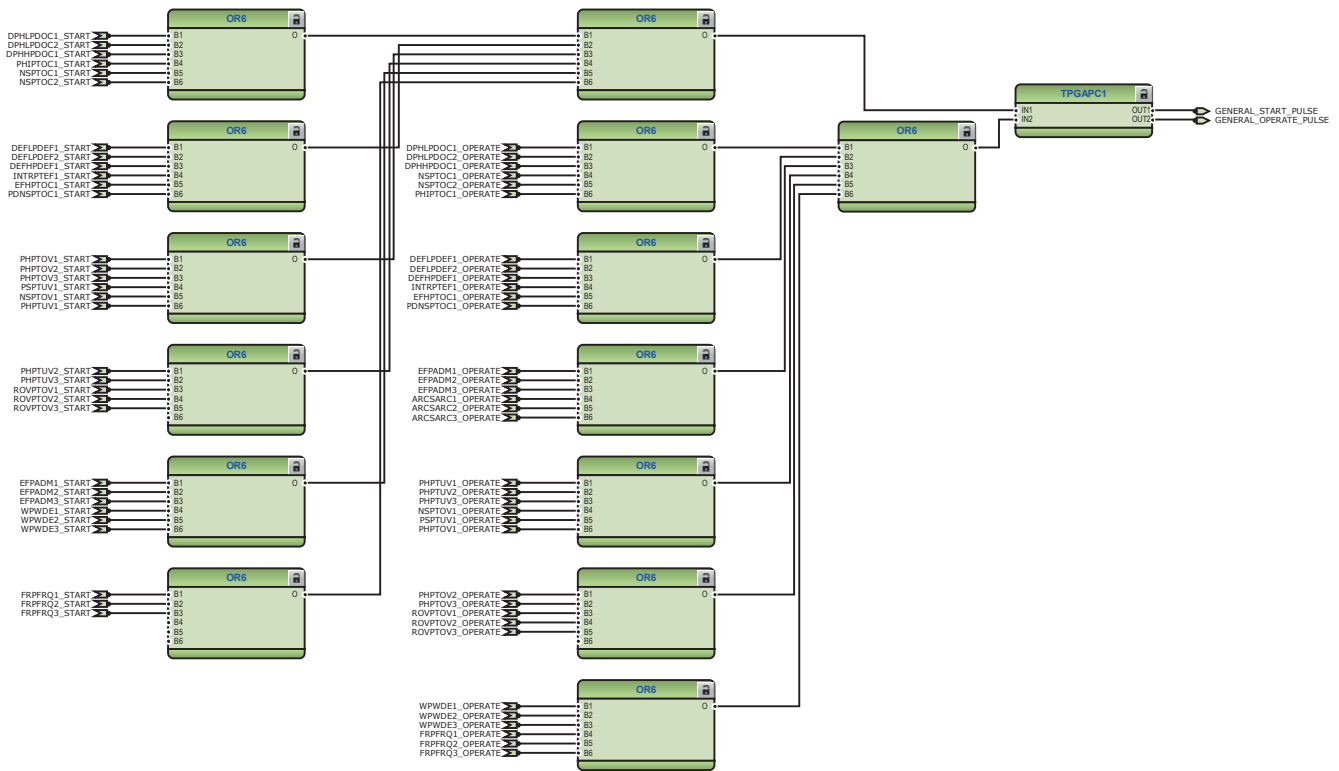 OR6
DPHLPDOC1_START
DPHLPDOC2_START
DPHHPDOC1_START
PHIPTOC1_START
NSPTOC1_START
NSPTOC2_START
B1
B2
B3
B4
B5
B6
O
OR6
DEFLPDEF1_START
DEFLPDEF2_START
DEFHPDEF1_START
INTRPTEF1_START
EFHPTOC1_START
PDNSPTOC1_START
B1
B2
B3
B4
B5
B6
O
OR6
PHPTOV1_START
PHPTOV2_START
PHPTOV3_START
PSPTUV1_START
NSPTOV1_START
PHPTUV1_START
B1
B2
B3
B4
B5
B6
O
OR6
PHPTUV2_START
PHPTUV3_START
ROVPTOV1_START
ROVPTOV2_START
ROVPTOV3_START
B1
B2
B3
B4
B5
B6
O
OR6
EFPADM1_START
EFPADM2_START
EFPADM3_START
WPWDE1_START
WPWDE2_START
WPWDE3_START
B1
B2
B3
B4
B5
B6
O
OR6
FRPFRQ1_START
FRPFRQ2_START
FRPFRQ3_START
B1
B2
B3
B4
B5
B6
O
OR6
B1
B2
B3
B4
B5
B6
O
OR6
DPHLPDOC1_OPERATE
DPHLPDOC2_OPERATE
DPHHPDOC1_OPERATE
NSPTOC1_OPERATE
NSPTOC2_OPERATE
PHIPTOC1_OPERATE
B1
B2
B3
B4
B5
B6
O
OR6
DEFLPDEF1_OPERATE
DEFLPDEF2_OPERATE
DEFHPDEF1_OPERATE
INTRPTEF1_OPERATE
EFHPTOC1_OPERATE
PDNSPTOC1_OPERATE
B1
B2
B3
B4
B5
B6
O
OR6
EFPADM1_OPERATE
EFPADM2_OPERATE
EFPADM3_OPERATE
ARCSARC1_OPERATE
ARCSARC2_OPERATE
ARCSARC3_OPERATE
B1
B2
B3
B4
B5
B6
O
OR6
PHPTUV1_OPERATE
PHPTUV2_OPERATE
PHPTUV3_OPERATE
NSPTOV1_OPERATE
PSPTUV1_OPERATE
PHPTOV1_OPERATE
B1
B2
B3
B4
B5
B6
O
OR6
PHPTOV2_OPERATE
PHPTOV3_OPERATE
ROVPTOV1_OPERATE
ROVPTOV2_OPERATE
ROVPTOV3_OPERATE
B1
B2
B3
B4
B5
B6
O
OR6
WPWDE1_OPERATE
WPWDE2_OPERATE
WPWDE3_OPERATE
FRPFRQ1_OPERATE
FRPFRQ2_OPERATE
FRPFRQ3_OPERATE
B1
B2
B3
B4
B5
B6
O
OR6
B1
B2
B3
B4
B5
B6
O
TPGAPC1
IN1
IN2
OUT1
OUT2
GENERAL_START_PULSE
GENERAL_OPERATE_PULSE